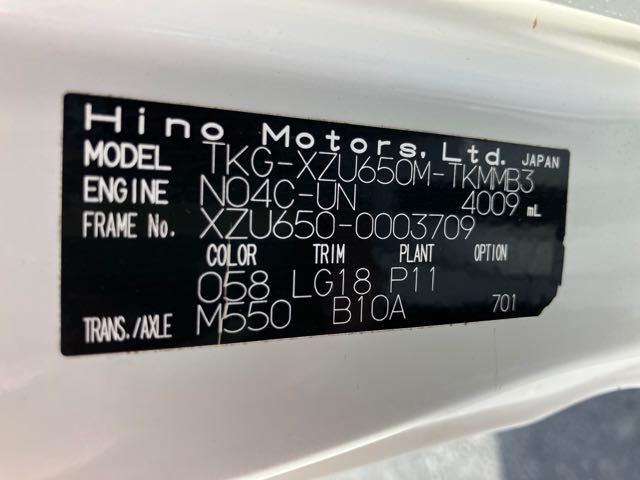 Hino Motors, Ltd. JAPAN
MODEL TKG-XZU650M-TKMMB3
ENGINE N04C-UN 4009 mL
FRAME No. XZU650-0003709
COLOR TRIM PLANT OPTION
058 LG18 P11
TRANS./AXLE M550 B10A 701